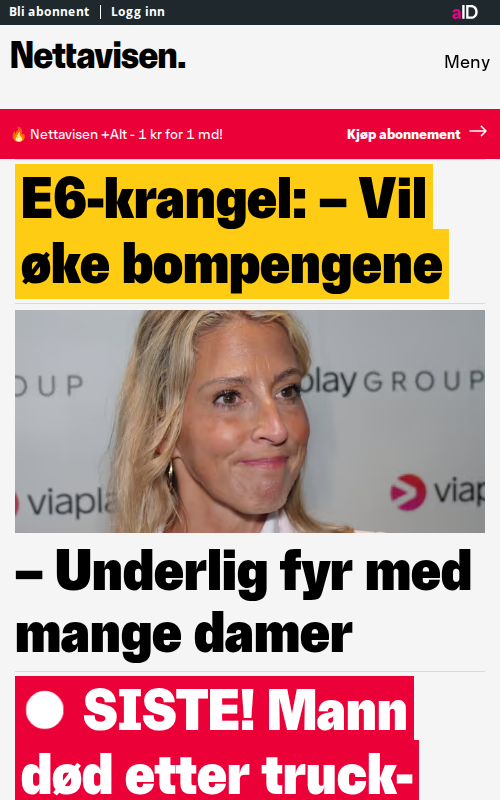 Bli abonnent | Logg inn
aID
Nettavisen.
Meny
🔥 Nettavisen +Alt - 1 kr for 1 md!
Kjøp abonnement →
E6-krangel: – Vil
øke bompengene
OUP
play GROUP
viapla
viap
– Underlig fyr med
mange damer
SISTE! Mann
død etter truck-